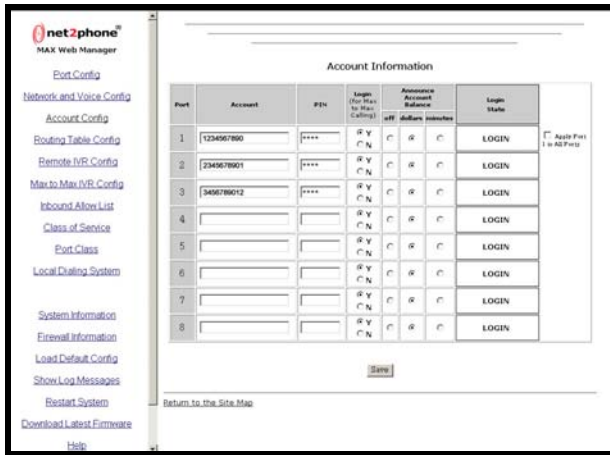 net2phone®
MAX Web Manager
Port Config
Network and Voice Config
Account Config
Routing Table Config
Remote IVR Config
Max to Max IVR Config
Inbound Allow List
Class of Service
Port Class
Local Dialing System
System Information
Firewall Information
Load Default Config
Show Log Messages
Restart System
Download Latest Firmware
Help
Account Information
Port Account PIN Login (for Max to Max Calling) Announce Account Balance Login State
off dollars minutes
1 1234567890 **** Y N LOGIN
Apply Port 1 to All Ports
2 2345678901 **** Y N LOGIN
3 3456789012 **** Y N LOGIN
4 Y N LOGIN
5 Y N LOGIN
6 Y N LOGIN
7 Y N LOGIN
8 Y N LOGIN
Save
Return to the Site Map